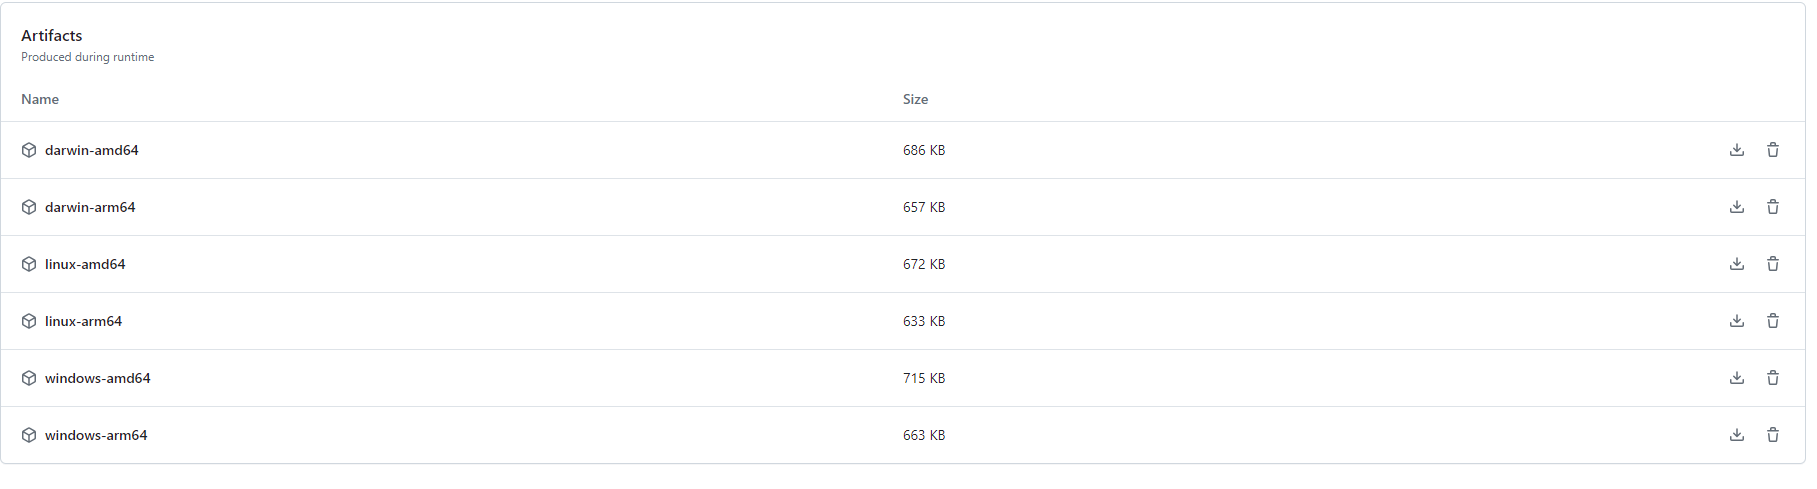 Artifacts
Produced during runtime
Name Size
darwin-amd64 686 KB
darwin-arm64 657 KB
linux-amd64 672 KB
linux-arm64 633 KB
windows-amd64 715 KB
windows-arm64 663 KB